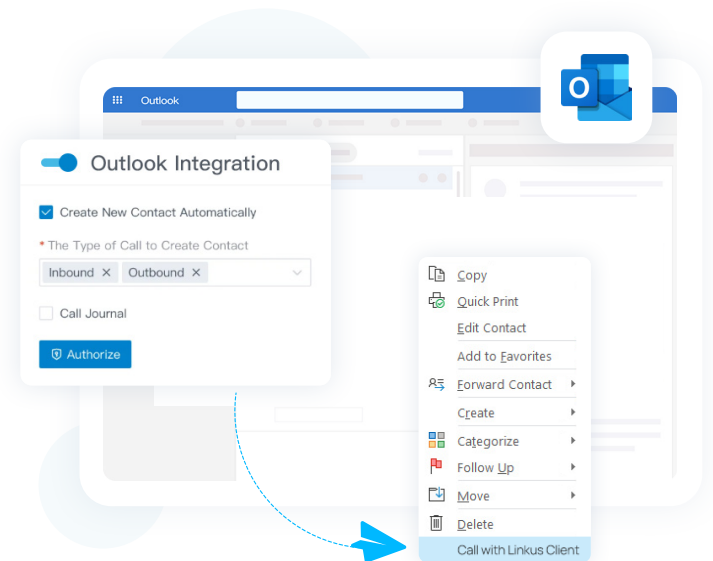 Outlook
O
Outlook Integration
Create New Contact Automatically
* The Type of Call to Create Contact
Inbound × Outbound ×
Call Journal
Authorize
Copy
Quick Print
Edit Contact
Add to Favorites
Forward Contact
Create
Categorize
Follow Up
Move
Delete
Call with Linkus Client